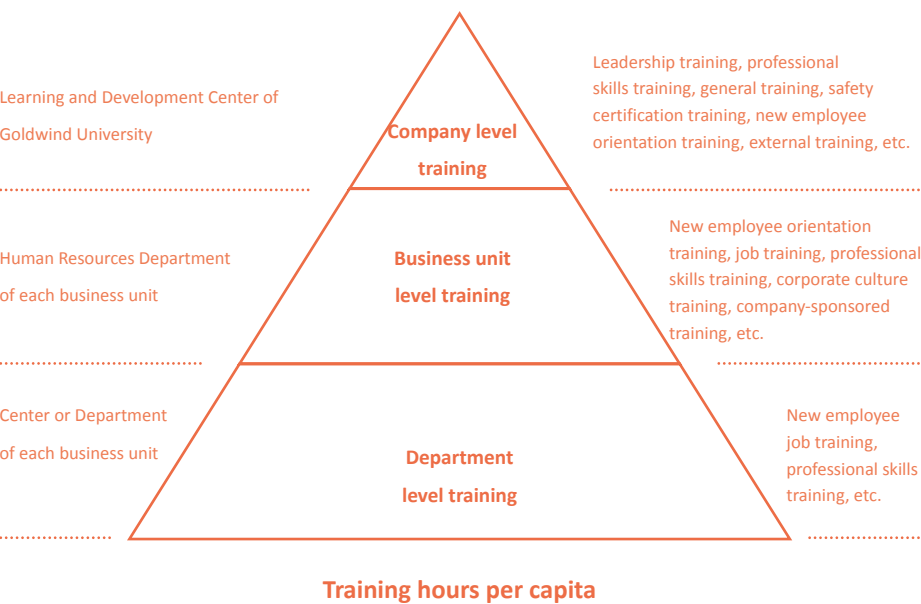 Learning and Development Center of
Goldwind University
Company level
training
Leadership training, professional
skills training, general training, safety
certification training, new employee
orientation training, external training, etc.
Human Resources Department
of each business unit
Business unit
level training
New employee orientation
training, job training, professional
skills training, corporate culture
training, company-sponsored
training, etc.
Center or Department
of each business unit
Department
level training
New employee
job training,
professional skills
training, etc.
Training hours per capita